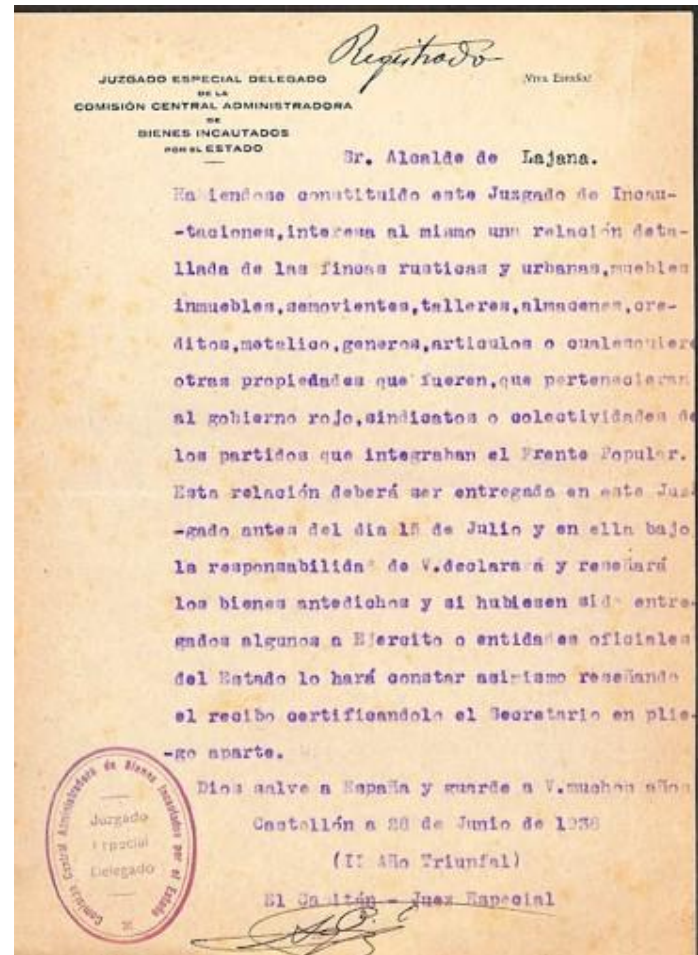 Registrado
¡Viva España!
JUZGADO ESPECIAL DELEGADO
DE LA
COMISIÓN CENTRAL ADMINISTRADORA
DE
BIENES INCAUTADOS
POR EL ESTADO
Sr. Alcalde de Lajana.
Habiendose constituido este Juzgado de Incau-
-taciones,interesa al mismo una relación deta-
llada de las fincas rusticas y urbanas,muebles
inmuebles,semovientes,talleres,almacenes,cre-
ditos,metalico,generos,articulos o cualesquiere
otras propiedades que fueren,que pertenecieran
al gobierno rojo,sindicatos o colectividades de
los partidos que integraban el Frente Popular.
Esta relación deberá ser entregada en este Juz
-gado antes del dia 15 de Julio y en ella bajo
la responsabilidad de V.declarará y reseñará
los bienes antedichos y si hubiesen sido entre-
gados algunos a Ejercito o entidades oficiales
del Estado lo hará constar asimismo reseñando
el recibo certificandolo el Secretario en plie-
-go aparte.
Dios salve a España y guarde a V.muchos años
Castellón a 26 de Junio de 1938
(II Año Triunfal)
El Capitán - Juez Especial
Comisión Central Administradora de Bienes Incautados por el Estado
Juzgado
Especial
Delegado